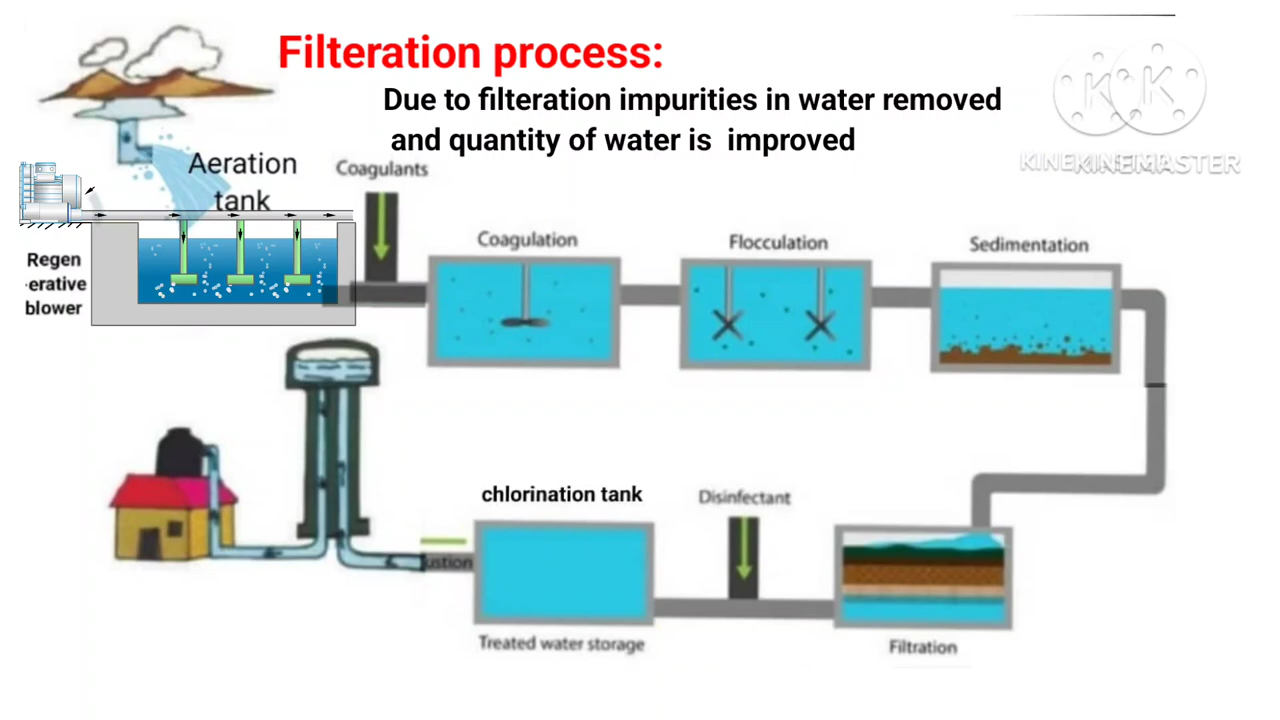 Filteration process:
Due to filteration impurities in water removed
and quantity of water is improved
KINEMASTER
Aeration
tank
Coagulants
Coagulation
Flocculation
Sedimentation
Regen
erative
blower
chlorination tank
Disinfectant
Treated water storage
Filtration